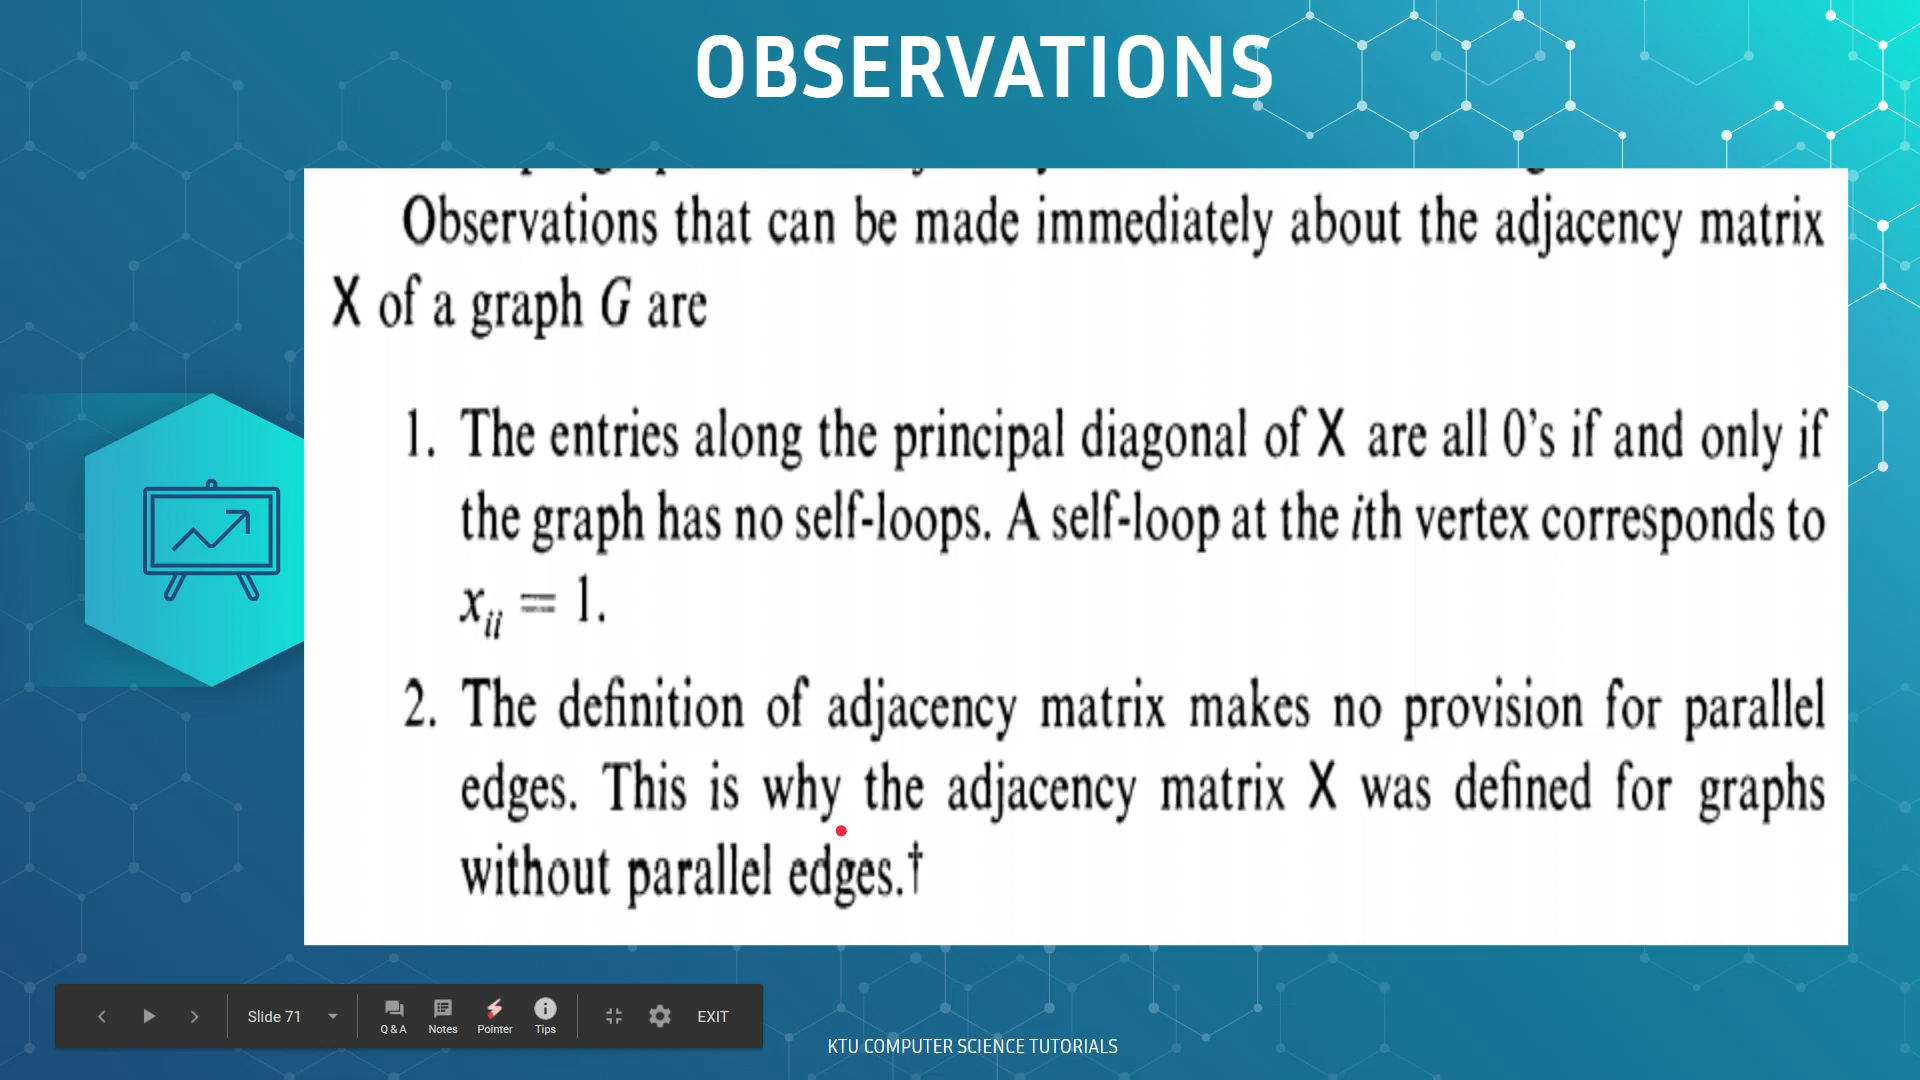 OBSERVATIONS
Observations that can be made immediately about the adjacency matrix
X of a graph G are
1. The entries along the principal diagonal of X are all 0's if and only if
the graph has no self-loops. A self-loop at the ith vertex corresponds to
x_ii = 1.
2. The definition of adjacency matrix makes no provision for parallel
edges. This is why the adjacency matrix X was defined for graphs
without parallel edges.†
Slide 71
Q & A
Notes
Pointer
Tips
EXIT
KTU COMPUTER SCIENCE TUTORIALS